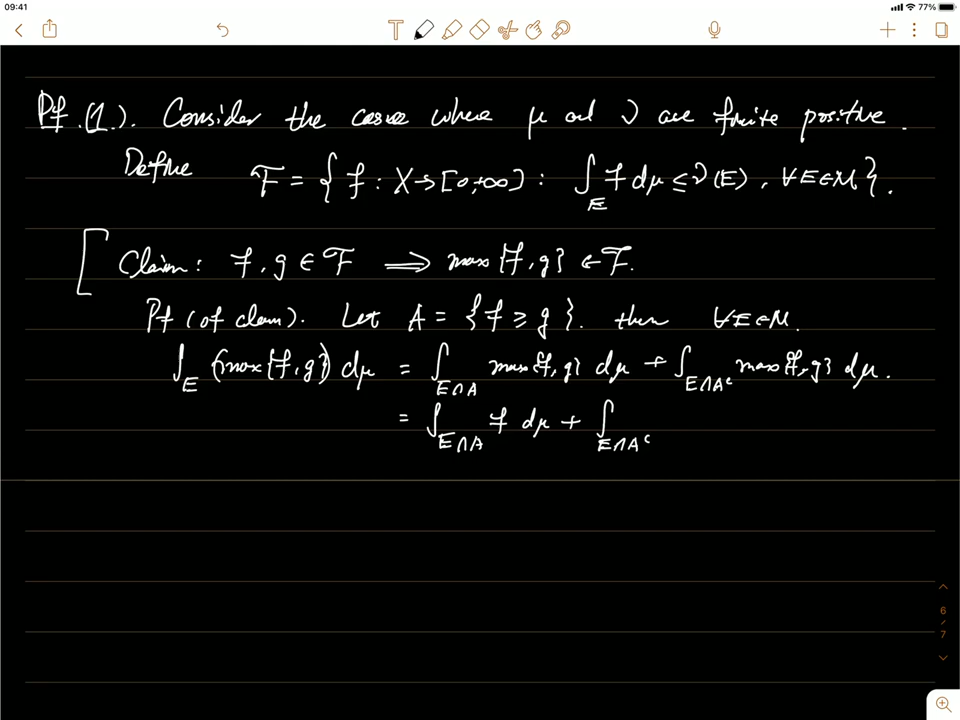 09:41 77%
Pf.(1.). Consider the case where μ and ν are finite positive.
Define F = { f : X → [0,+∞] : ∫_E f dμ ≤ ν(E), ∀E∈M }.
Claim: f, g ∈ F ⟹ max{f,g} ∈ F.
Pf (of claim). Let A = {f ≥ g}. then ∀E∈M.
∫_E (max{f,g}) dμ = ∫_{E∩A} max{f,g} dμ + ∫_{E∩A^c} max{f,g} dμ.
= ∫_{E∩A} f dμ + ∫_{E∩A^c}
6
/
7